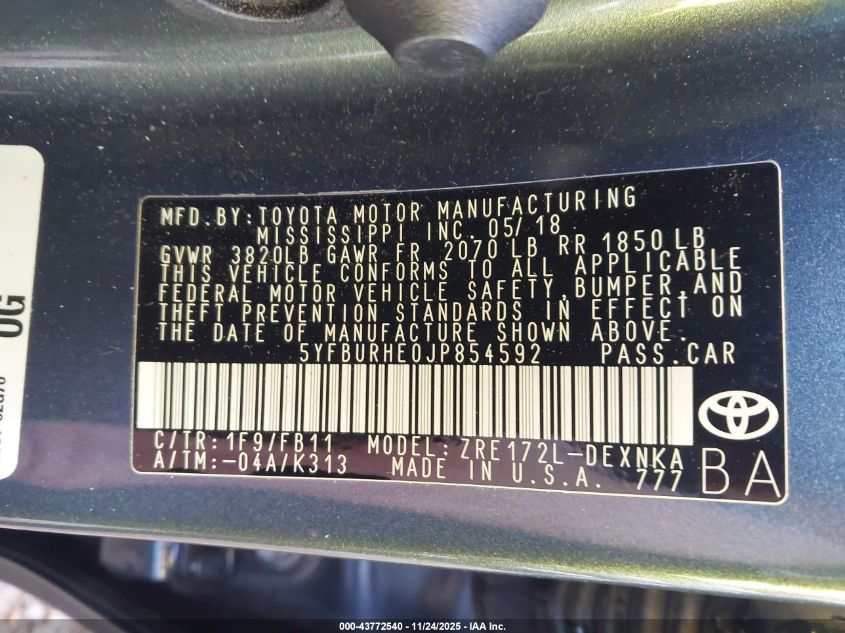 MFD. BY: TOYOTA MOTOR MANUFACTURING
MISSISSIPPI INC. 05/18
GVWR 3820LB GAWR FR 2070 LB RR 1850 LB
THIS VEHICLE CONFORMS TO ALL APPLICABLE
FEDERAL MOTOR VEHICLE SAFETY, BUMPER, AND
THEFT PREVENTION STANDARDS IN EFFECT ON
THE DATE OF MANUFACTURE SHOWN ABOVE.
5YFBURHE0JP854592 PASS. CAR
C/TR: 1F9/FB11 MODEL: ZRE172L-DEXNKA
A/TM: -04A/K313 MADE IN U.S.A. 777
BA
OG
000-43772540 - 11/24/2025 - IAA Inc.